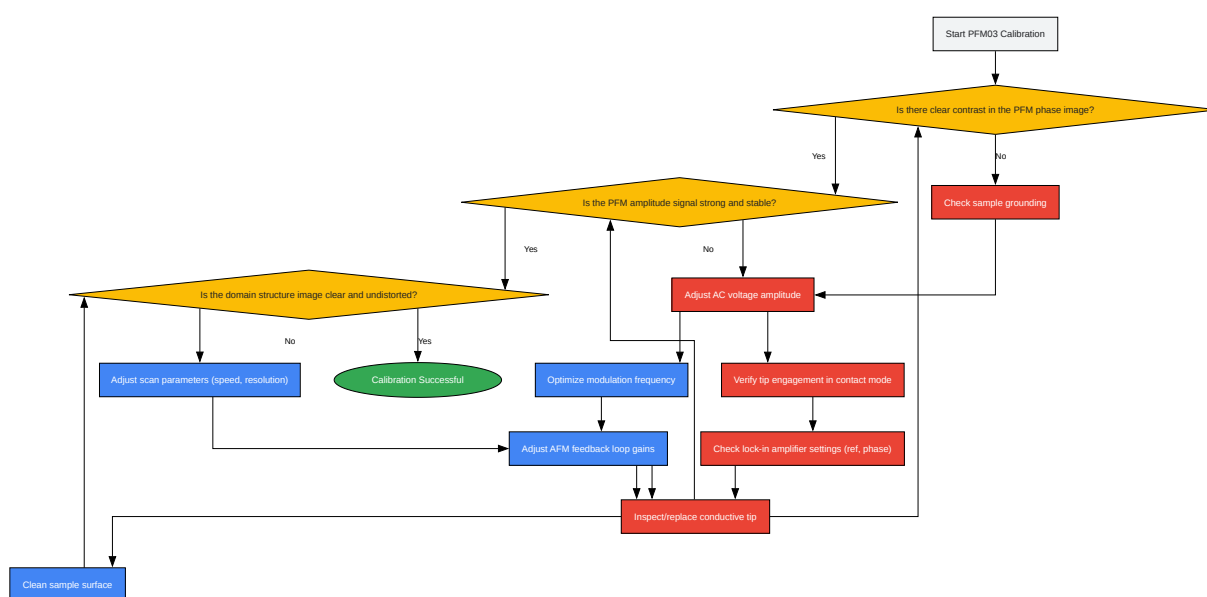 Start PFM03 Calibration
Is there clear contrast in the PFM phase image?
Yes
No
Check sample grounding
Is the PFM amplitude signal strong and stable?
Yes
No
Is the domain structure image clear and undistorted?
Adjust AC voltage amplitude
No
Yes
Adjust scan parameters (speed, resolution)
Calibration Successful
Optimize modulation frequency
Verify tip engagement in contact mode
Adjust AFM feedback loop gains
Check lock-in amplifier settings (ref, phase)
Inspect/replace conductive tip
Clean sample surface